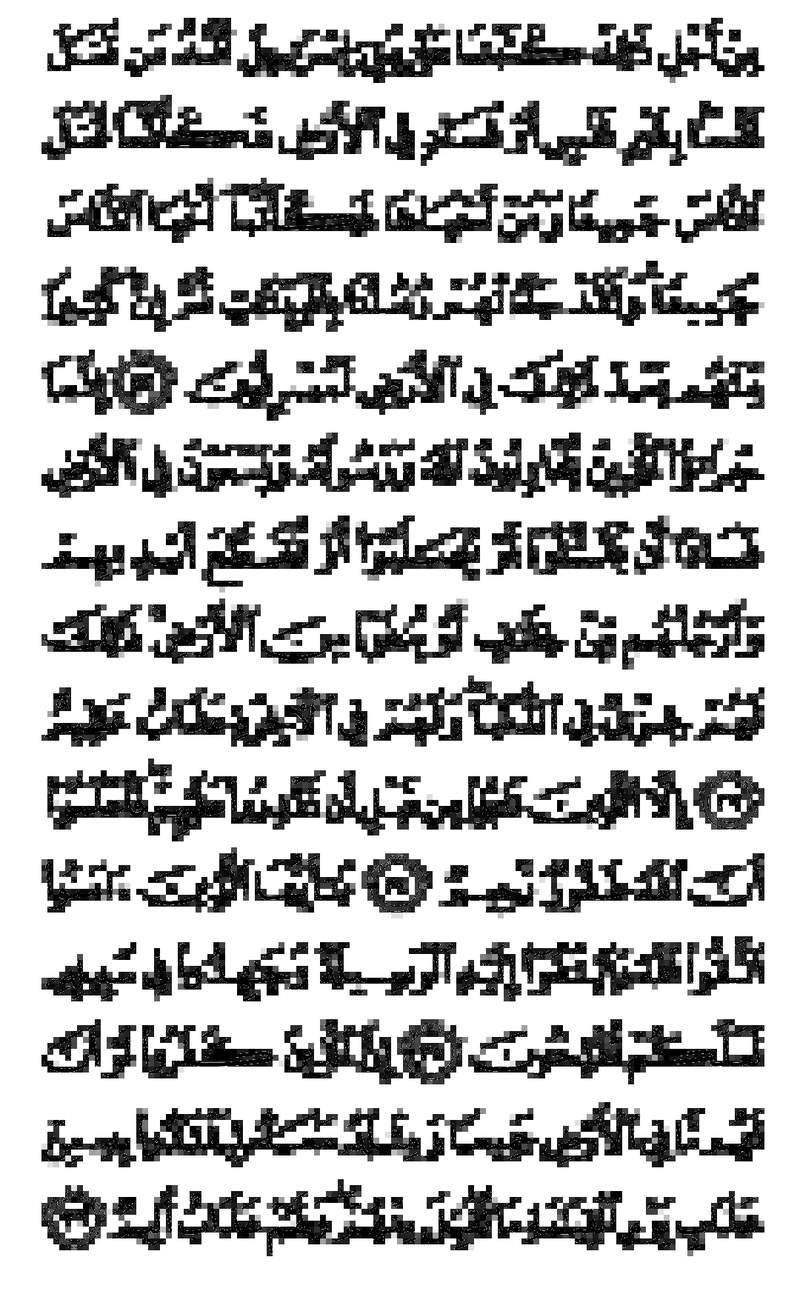 من أجل ذلك كتبنا على بني إسرائيل أنه من قتل
نفسا بغير نفس أو فساد في الأرض فكأنما قتل
الناس جميعا ومن أحياها فكأنما أحيا الناس
جميعا ولقد جاءتهم رسلنا بالبينات ثم إن كثيرا
منهم بعد ذلك في الأرض لمسرفون ٣٢ إنما
جزاء الذين يحاربون الله ورسوله ويسعون في الأرض
فسادا أن يقتلوا أو يصلبوا أو تقطع أيديهم
وأرجلهم من خلاف أو ينفوا من الأرض ذلك
لهم خزي في الدنيا ولهم في الآخرة عذاب عظيم
٣٣ إلا الذين تابوا من قبل أن تقدروا عليهم فاعلموا
أن الله غفور رحيم ٣٤ يا أيها الذين آمنوا
اتقوا الله وابتغوا إليه الوسيلة وجاهدوا في سبيله
لعلكم تفلحون ٣٥ إن الذين كفروا لو أن
لهم ما في الأرض جميعا ومثله معه ليفتدوا به من
عذاب يوم القيامة ما تقبل منهم ولهم عذاب أليم ٣٦